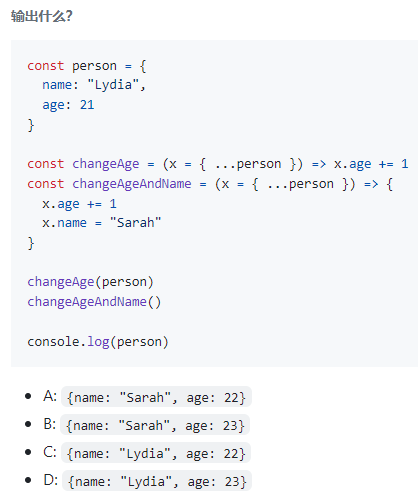 输出什么?
const person = {
  name: "Lydia",
  age: 21
}
const changeAge = (x = { ...person }) => x.age += 1
const changeAgeAndName = (x = { ...person }) => {
  x.age += 1
  x.name = "Sarah"
}
changeAge(person)
changeAgeAndName()
console.log(person)
• A: {name: "Sarah", age: 22}
• B: {name: "Sarah", age: 23}
• C: {name: "Lydia", age: 22}
• D: {name: "Lydia", age: 23}